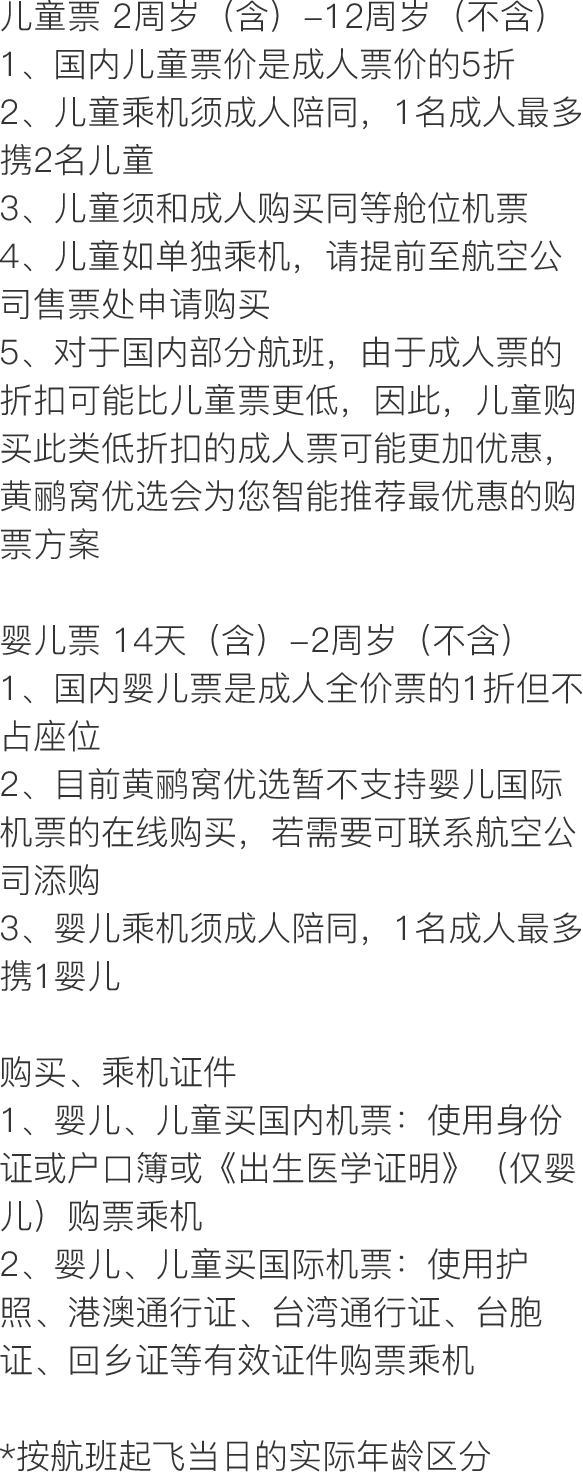 儿童票 2周岁（含）-12周岁（不含）
1、国内儿童票价是成人票价的5折
2、儿童乘机须成人陪同，1名成人最多
携2名儿童
3、儿童须和成人购买同等舱位机票
4、儿童如单独乘机，请提前至航空公
司售票处申请购买
5、对于国内部分航班，由于成人票的
折扣可能比儿童票更低，因此，儿童购
买此类低折扣的成人票可能更加优惠，
黄鹂窝优选会为您智能推荐最优惠的购
票方案
婴儿票 14天（含）-2周岁（不含）
1、国内婴儿票是成人全价票的1折但不
占座位
2、目前黄鹂窝优选暂不支持婴儿国际
机票的在线购买，若需要可联系航空公
司添购
3、婴儿乘机须成人陪同，1名成人最多
携1婴儿
购买、乘机证件
1、婴儿、儿童买国内机票：使用身份
证或户口簿或《出生医学证明》（仅婴
儿）购票乘机
2、婴儿、儿童买国际机票：使用护
照、港澳通行证、台湾通行证、台胞
证、回乡证等有效证件购票乘机
*按航班起飞当日的实际年龄区分